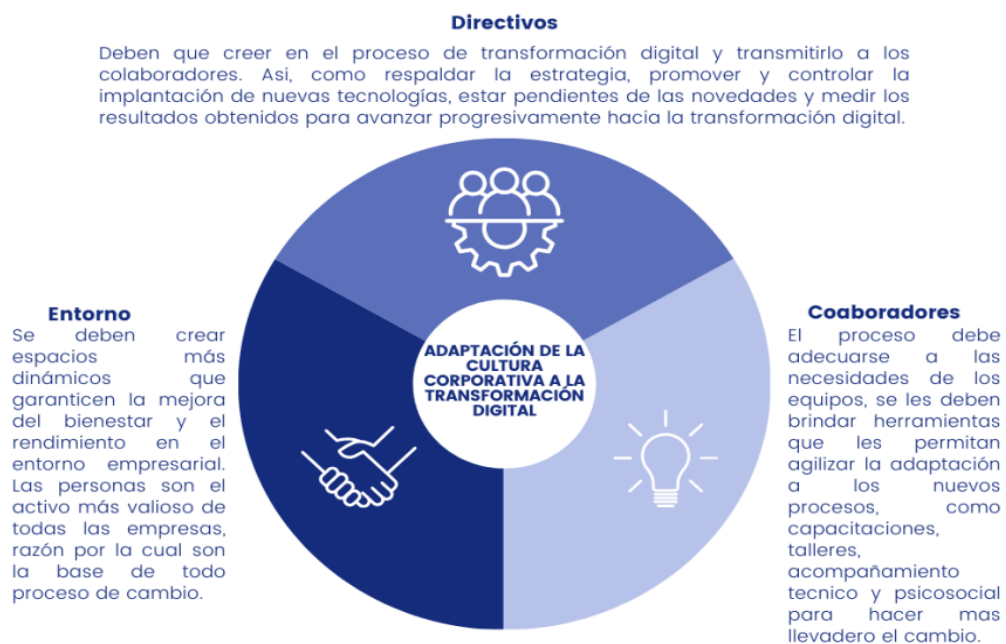 Directivos
Deben que creer en el proceso de transformación digital y transmitirlo a los
colaboradores. Asi, como respaldar la estrategia, promover y controlar la
implantación de nuevas tecnologías, estar pendientes de las novedades y medir los
resultados obtenidos para avanzar progresivamente hacia la transformación digital.
Entorno
Se deben crear
espacios más
dinámicos que
garanticen la mejora
del bienestar y el
rendimiento en el
entorno empresarial.
Las personas son el
activo más valioso de
todas las empresas,
razón por la cual son
la base de todo
proceso de cambio.
ADAPTACIÓN DE LA
CULTURA
CORPORATIVA A LA
TRANSFORMACIÓN
DIGITAL
Coaboradores
El proceso debe
adecuarse a las
necesidades de los
equipos, se les deben
brindar herramientas
que les permitan
agilizar la adaptación
a los nuevos
procesos, como
capacitaciones,
talleres,
acompañamiento
tecnico y psicosocial
para hacer mas
llevadero el cambio.